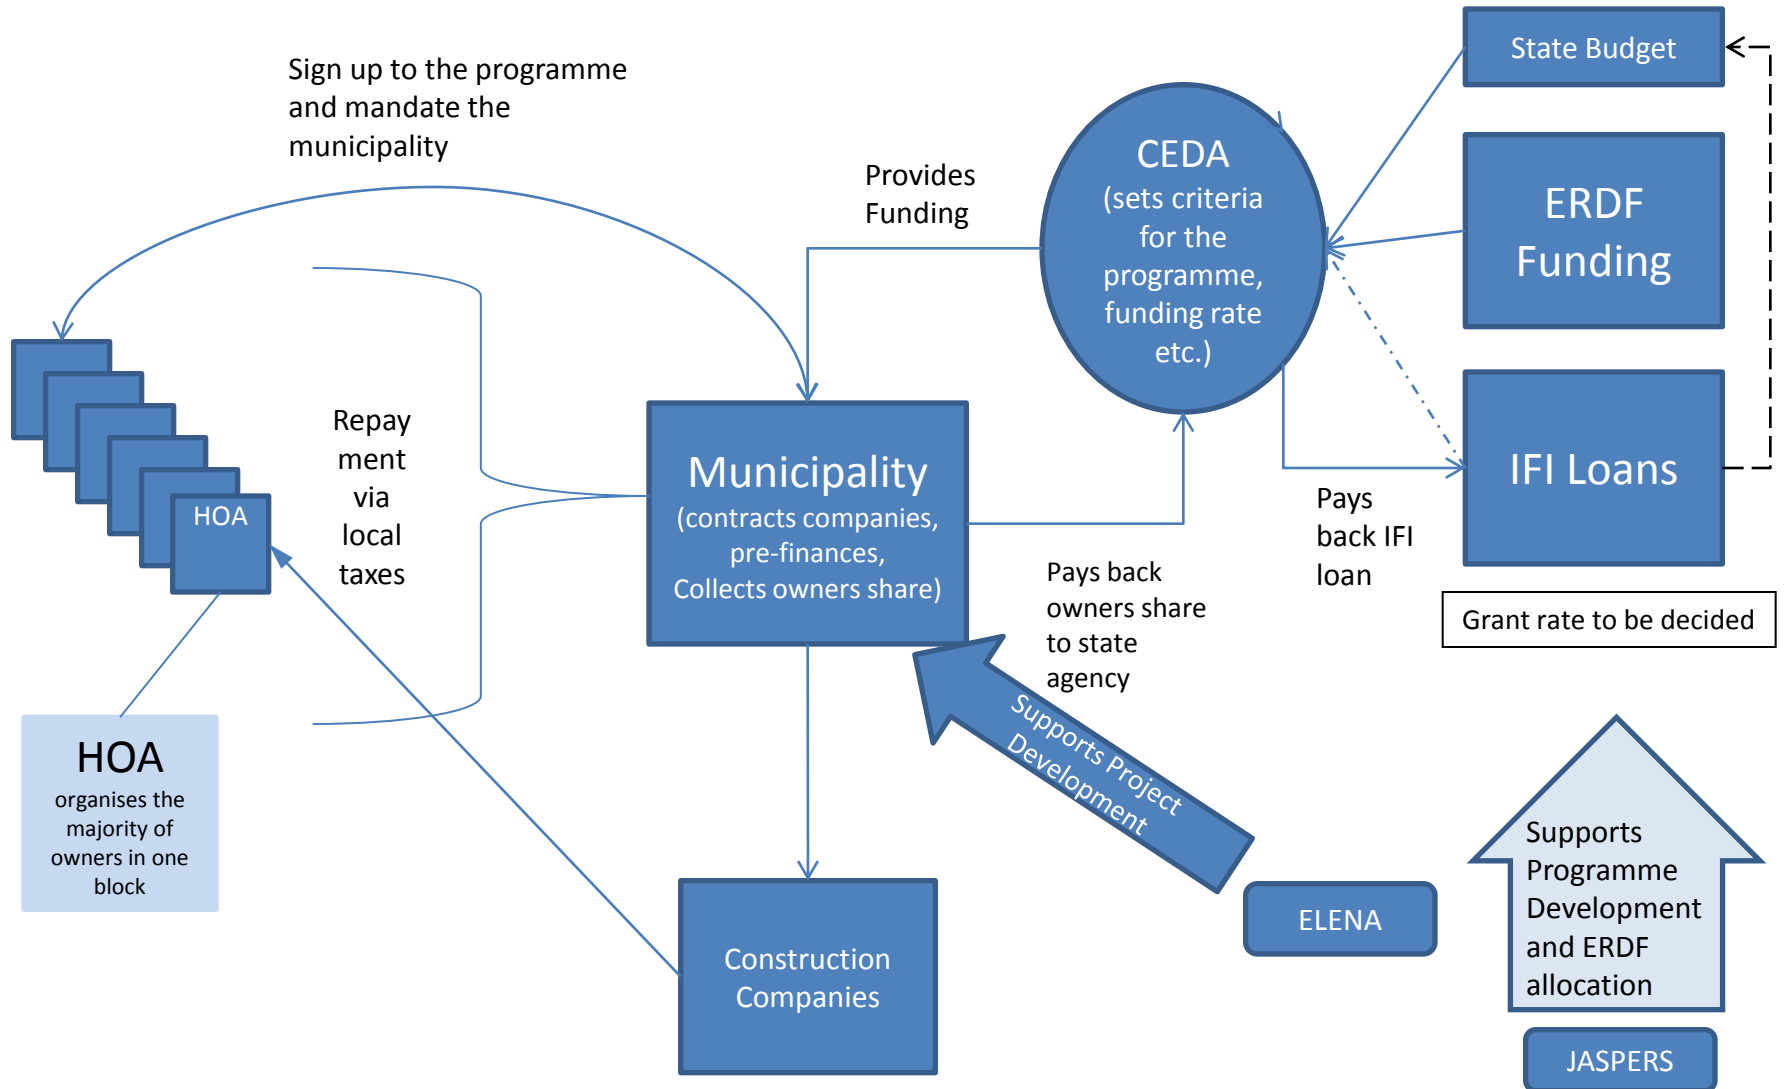 Sign up to the programme
and mandate the
municipality
State Budget
CEDA
(sets criteria
for the
programme,
funding rate
etc.)
Provides
Funding
ERDF
Funding
HOA
Repay
ment
via
local
taxes
Municipality
(contracts companies,
pre-finances,
Collects owners share)
IFI Loans
Pays
back IFI
loan
Pays back
owners share
to state
agency
Grant rate to be decided
HOA
organises the
majority of
owners in one
block
Supports Project
Development
Supports
Programme
Development
and ERDF
allocation
ELENA
Construction
Companies
JASPERS